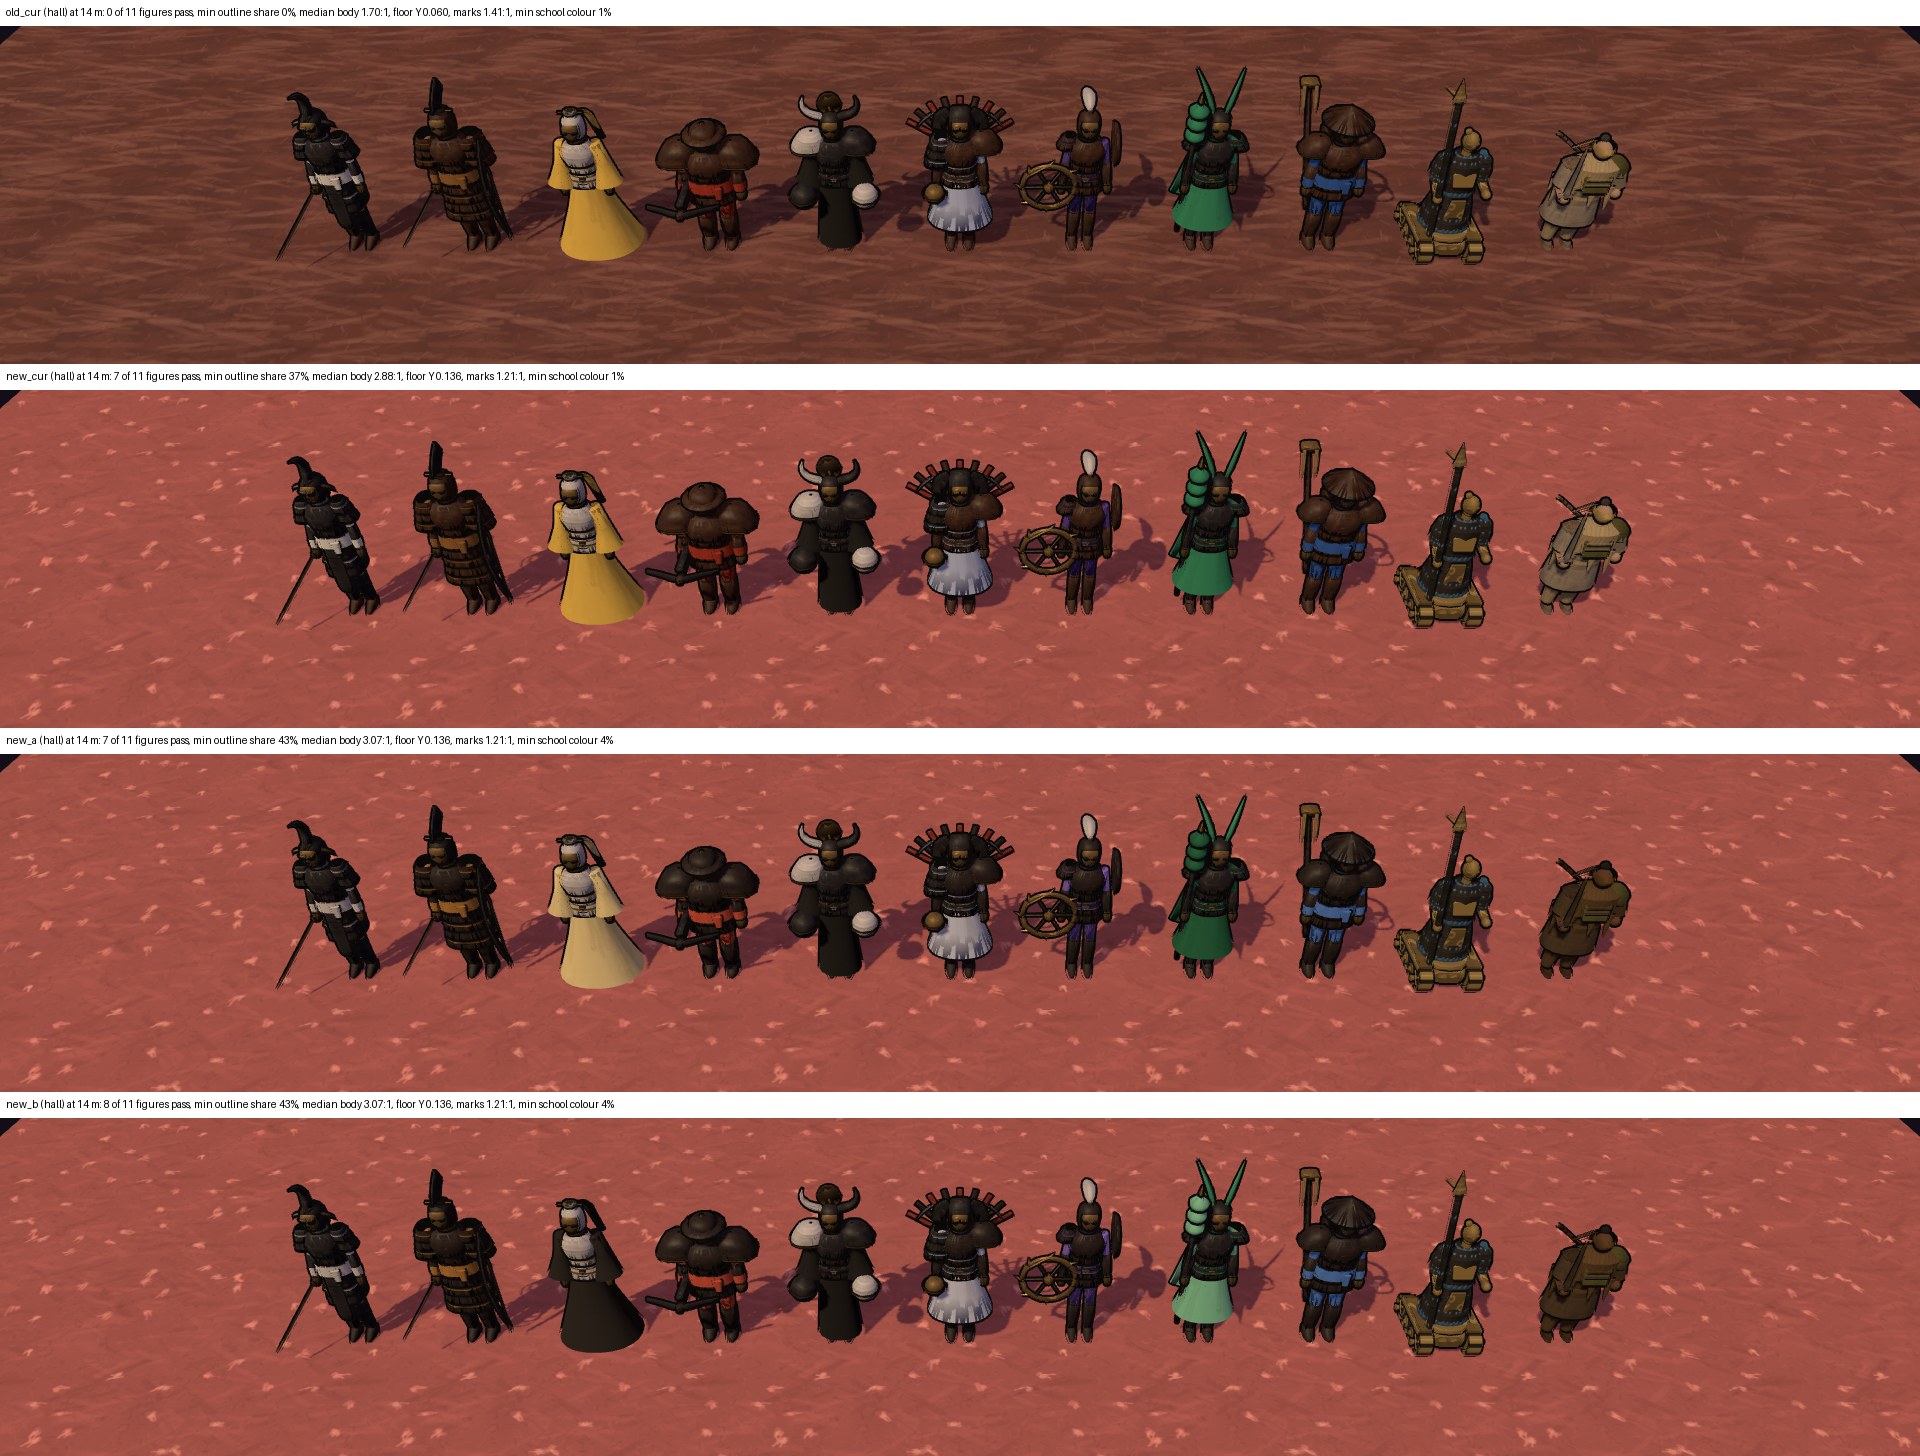 old_cur (hall) at 14 m: 0 of 11 figures pass, min outline share 0%, median body 1.70:1, floor Y 0.060, marks 1.41:1, min school colour 1%
new_cur (hall) at 14 m: 7 of 11 figures pass, min outline share 37%, median body 2.88:1, floor Y 0.136, marks 1.21:1, min school colour 1%
new_a (hall) at 14 m: 7 of 11 figures pass, min outline share 43%, median body 3.07:1, floor Y 0.136, marks 1.21:1, min school colour 4%
new_b (hall) at 14 m: 8 of 11 figures pass, min outline share 43%, median body 3.07:1, floor Y 0.136, marks 1.21:1, min school colour 4%